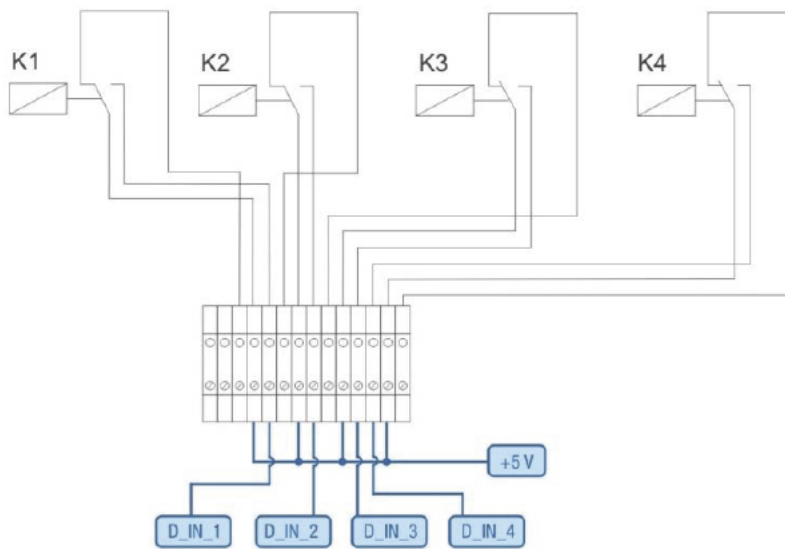 K1
K2
K3
K4
+5 V
D_IN_1
D_IN_2
D_IN_3
D_IN_4